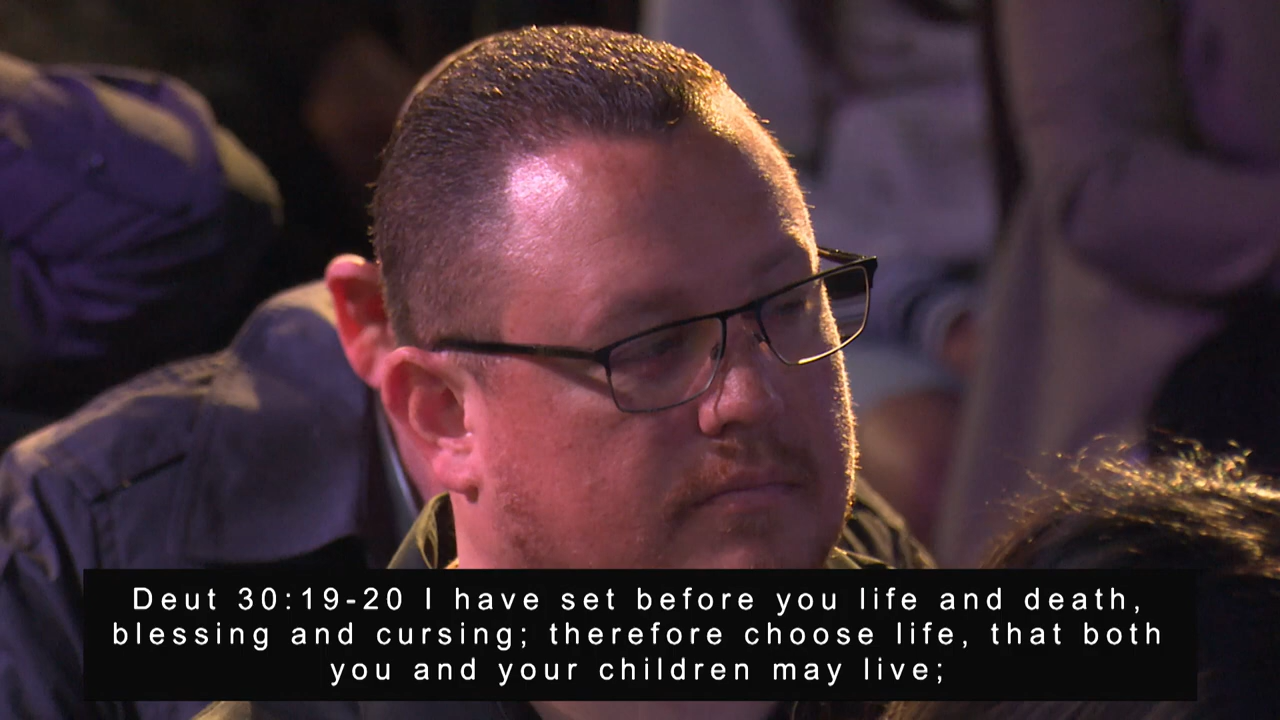 Deut 30:19-20 I have set before you life and death,
blessing and cursing; therefore choose life, that both
you and your children may live;